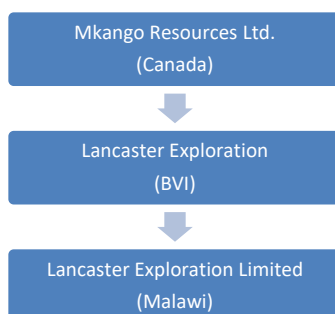 Mkango Resources Ltd.
(Canada)
Lancaster Exploration
(BVI)
Lancaster Exploration Limited
(Malawi)